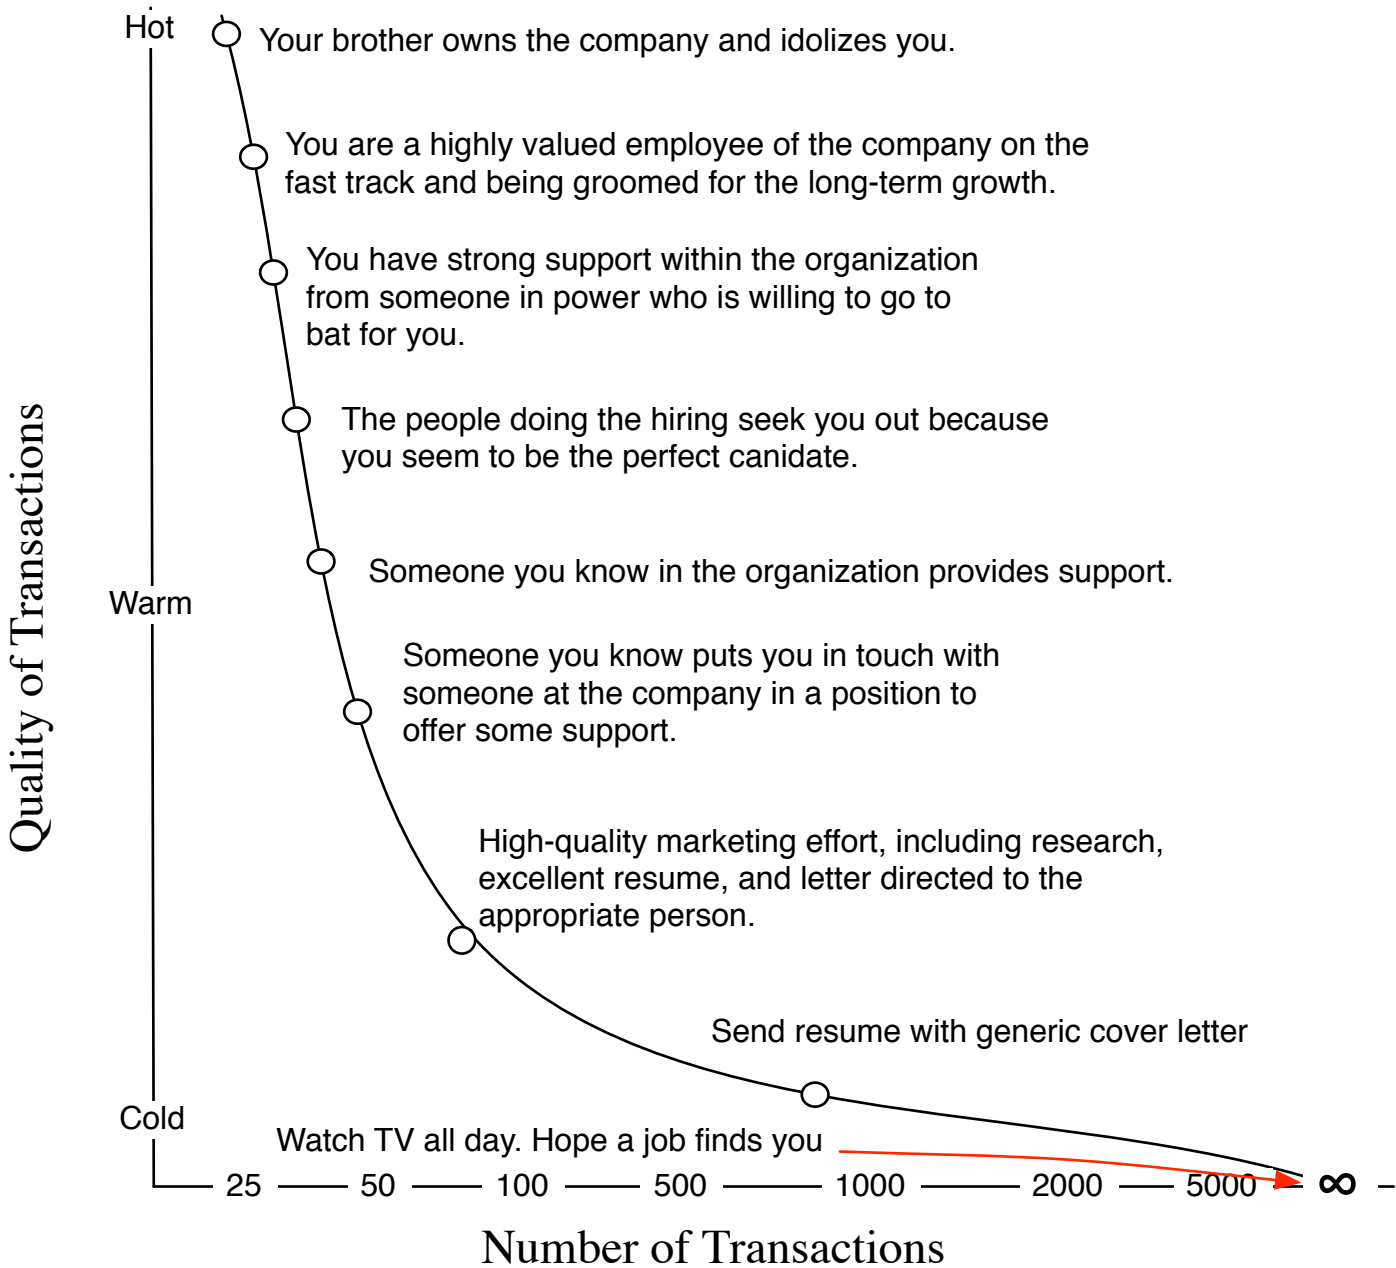 Hot
Your brother owns the company and idolizes you.
You are a highly valued employee of the company on the
fast track and being groomed for the long-term growth.
You have strong support within the organization
from someone in power who is willing to go to
bat for you.
The people doing the hiring seek you out because
you seem to be the perfect canidate.
Quality of Transactions
Someone you know in the organization provides support.
Warm
Someone you know puts you in touch with
someone at the company in a position to
offer some support.
High-quality marketing effort, including research,
excellent resume, and letter directed to the
appropriate person.
Send resume with generic cover letter
Cold
Watch TV all day. Hope a job finds you
25 50 100 500 1000 2000 5000 ∞
Number of Transactions